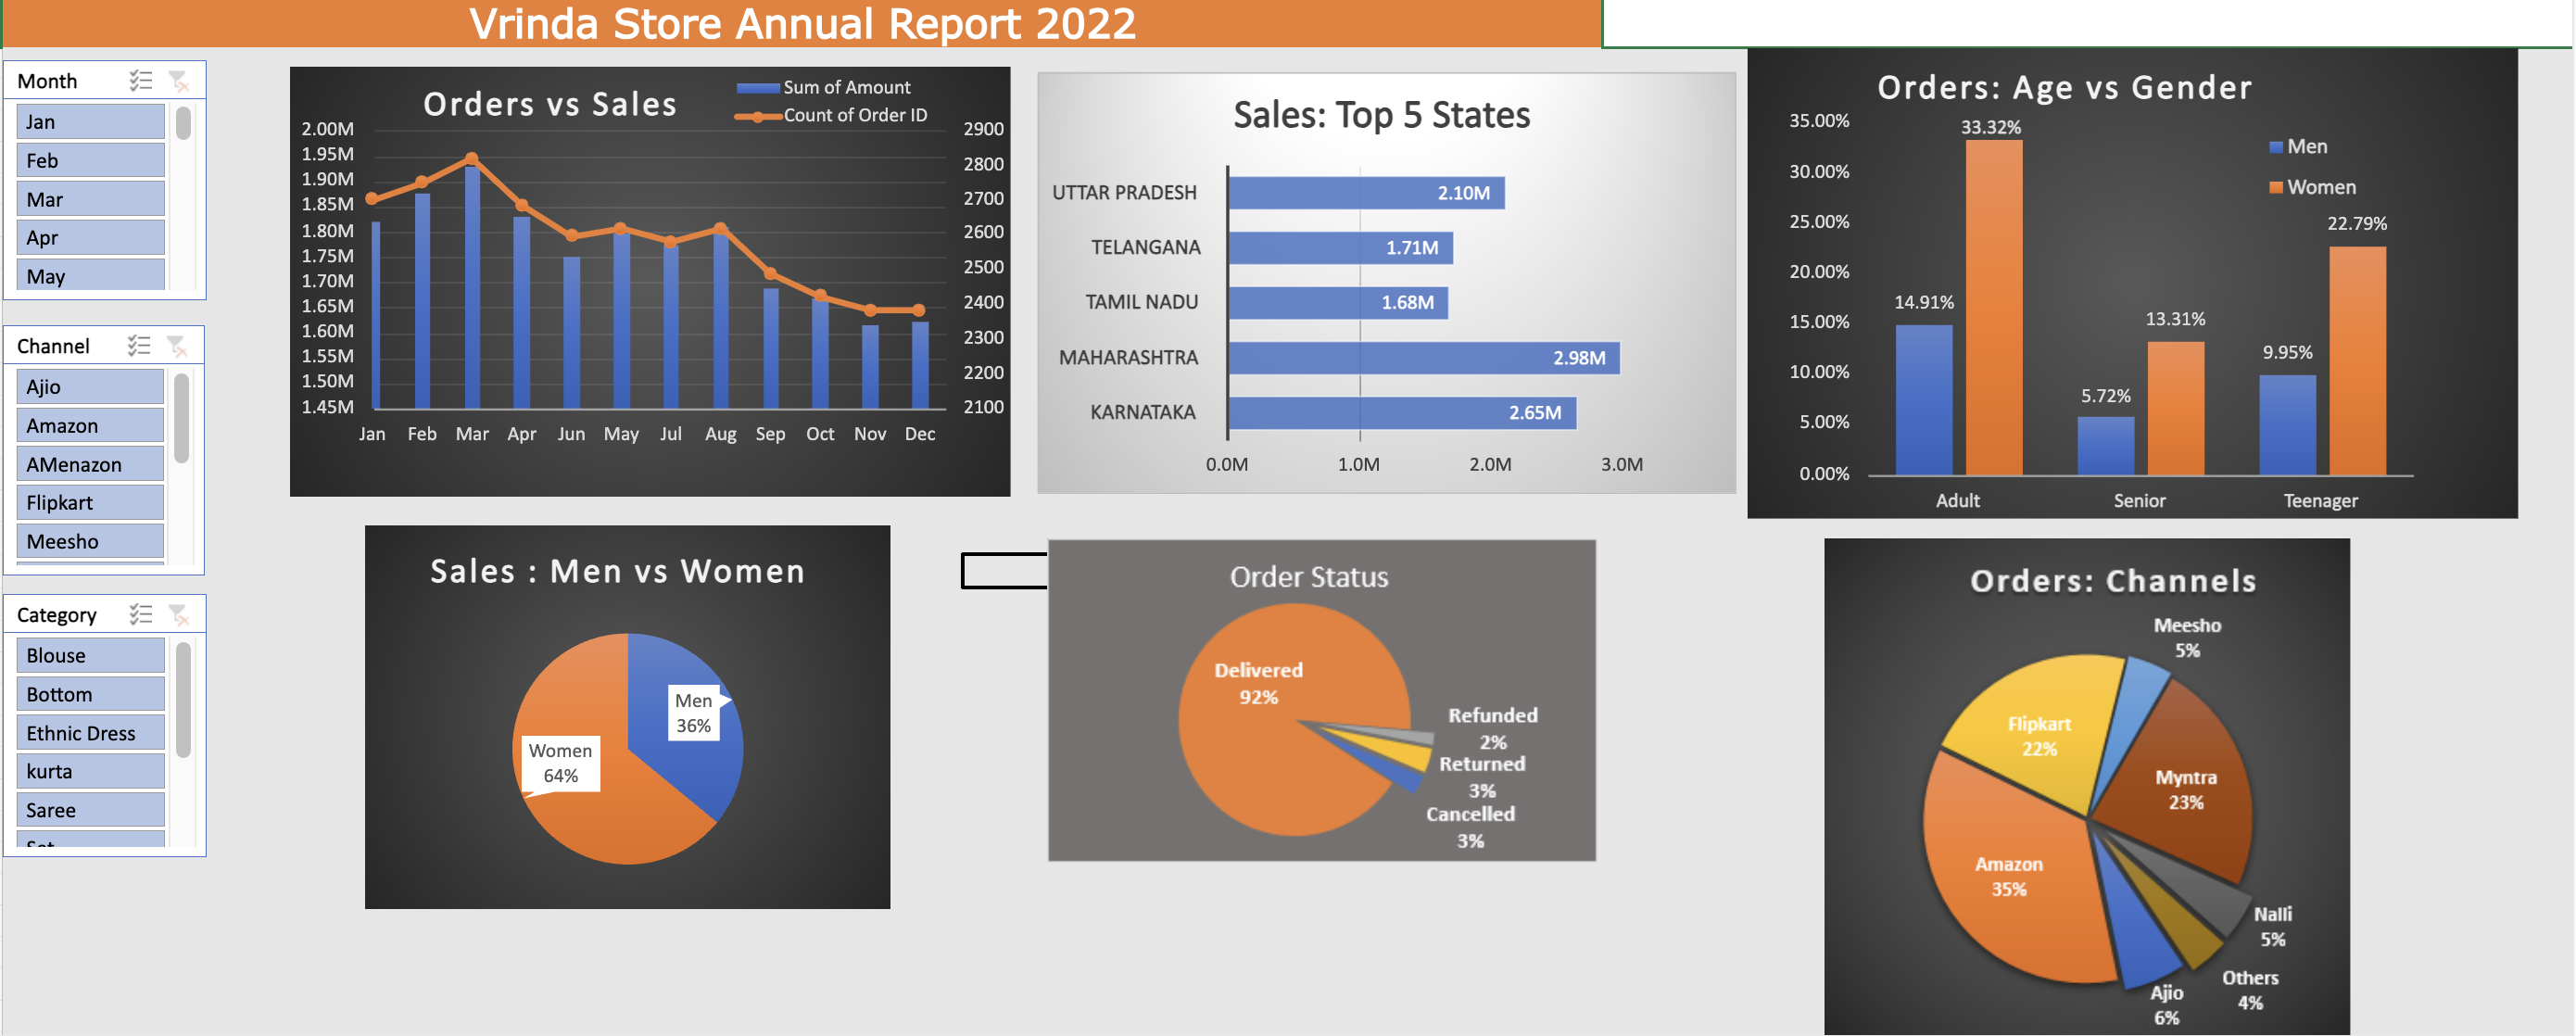 Vrinda Store Annual Report 2022
Month
Jan
Feb
Mar
Apr
May
Channel
Ajio
Amazon
AMenazon
Flipkart
Meesho
Category
Blouse
Bottom
Ethnic Dress
kurta
Saree
Set
Orders vs Sales
Sum of Amount
Count of Order ID
2.00M
1.95M
1.90M
1.85M
1.80M
1.75M
1.70M
1.65M
1.60M
1.55M
1.50M
1.45M
2900
2800
2700
2600
2500
2400
2300
2200
2100
Jan Feb Mar Apr Jun May Jul Aug Sep Oct Nov Dec
Sales: Top 5 States
UTTAR PRADESH 2.10M
TELANGANA 1.71M
TAMIL NADU 1.68M
MAHARASHTRA 2.98M
KARNATAKA 2.65M
0.0M 1.0M 2.0M 3.0M
Orders: Age vs Gender
Men
Women
35.00%
30.00%
25.00%
20.00%
15.00%
10.00%
5.00%
0.00%
14.91%
33.32%
5.72%
13.31%
9.95%
22.79%
Adult Senior Teenager
Sales : Men vs Women
Men
36%
Women
64%
Order Status
Delivered
92%
Refunded
2%
Returned
3%
Cancelled
3%
Orders: Channels
Meesho
5%
Flipkart
22%
Myntra
23%
Amazon
35%
Nalli
5%
Others
4%
Ajio
6%